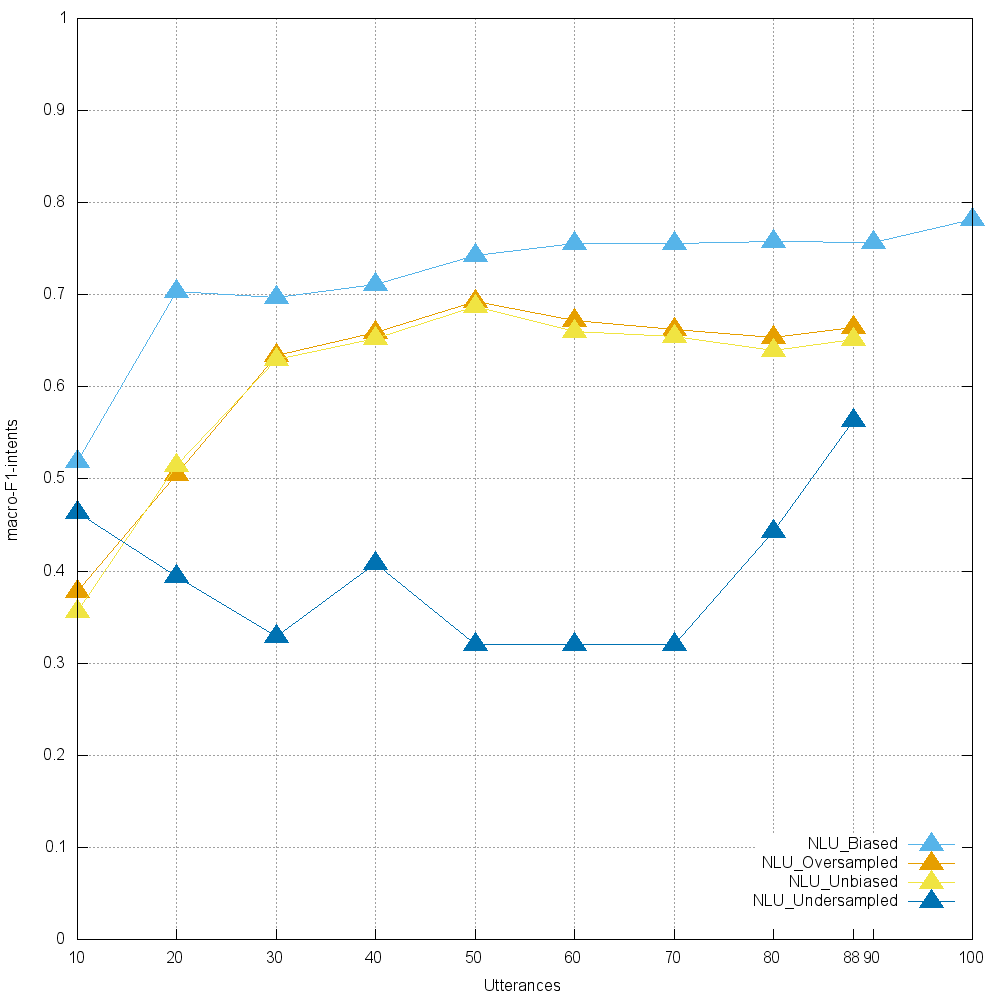 1
0.9
0.8
0.7
0.6
0.5
0.4
0.3
0.2
0.1
0
macro-F1-intents
NLU_Biased
NLU_Oversampled
NLU_Unbiased
NLU_Undersampled
10 20 30 40 50 60 70 80 88 90 100
Utterances